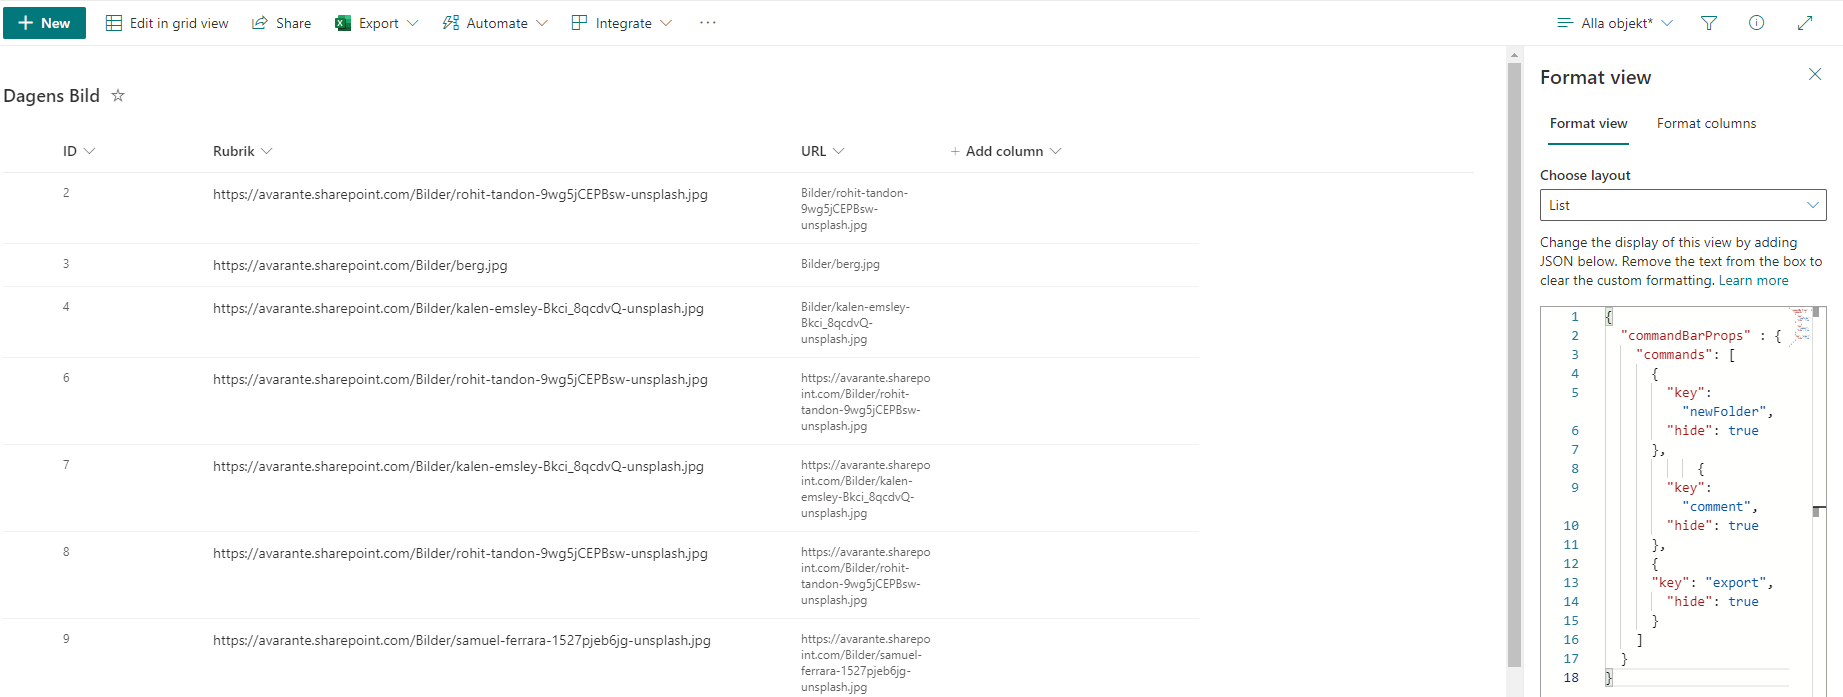 + New Edit in grid view Share Export Automate Integrate ··· Alla objekt*
Dagens Bild
ID Rubrik URL + Add column
2 https://avarante.sharepoint.com/Bilder/rohit-tandon-9wg5jCEPBsw-unsplash.jpg
Bilder/rohit-tandon-
9wg5jCEPBsw-
unsplash.jpg
3 https://avarante.sharepoint.com/Bilder/berg.jpg
Bilder/berg.jpg
4 https://avarante.sharepoint.com/Bilder/kalen-emsley-Bkci_8qcdvQ-unsplash.jpg
Bilder/kalen-emsley-
Bkci_8qcdvQ-
unsplash.jpg
6 https://avarante.sharepoint.com/Bilder/rohit-tandon-9wg5jCEPBsw-unsplash.jpg
https://avarante.sharepo
int.com/Bilder/rohit-
tandon-9wg5jCEPBsw-
unsplash.jpg
7 https://avarante.sharepoint.com/Bilder/kalen-emsley-Bkci_8qcdvQ-unsplash.jpg
https://avarante.sharepo
int.com/Bilder/kalen-
emsley-Bkci_8qcdvQ-
unsplash.jpg
8 https://avarante.sharepoint.com/Bilder/rohit-tandon-9wg5jCEPBsw-unsplash.jpg
https://avarante.sharepo
int.com/Bilder/rohit-
tandon-9wg5jCEPBsw-
unsplash.jpg
9 https://avarante.sharepoint.com/Bilder/samuel-ferrara-1527pjeb6jg-unsplash.jpg
https://avarante.sharepo
int.com/Bilder/samuel-
ferrara-1527pjeb6jg-
unsplash.jpg
Format view
Format view Format columns
Choose layout
List
Change the display of this view by adding
JSON below. Remove the text from the box to
clear the custom formatting. Learn more
1 {
2 "commandBarProps" : {
3 "commands": [
4 {
5 "key":
"newFolder",
6 "hide": true
7 },
8 {
9 "key":
"comment",
10 "hide": true
11 },
12 {
13 "key": "export",
14 "hide": true
15 }
16 ]
17 }
18 }